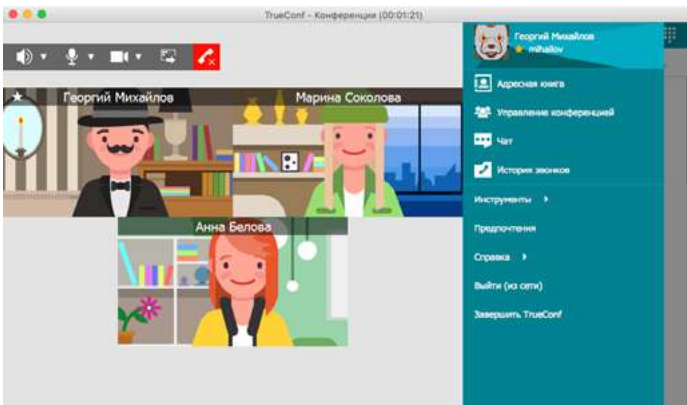 TrueConf - Конференция (00:01:21)
Георгий Михайлов
Марина Соколова
Анна Белова
Георгий Михайлов
mihailov
Адресная книга
Управление конференцией
Чат
История звонков
Инструменты
Предпочтения
Справка
Выйти (из сети)
Завершить TrueConf